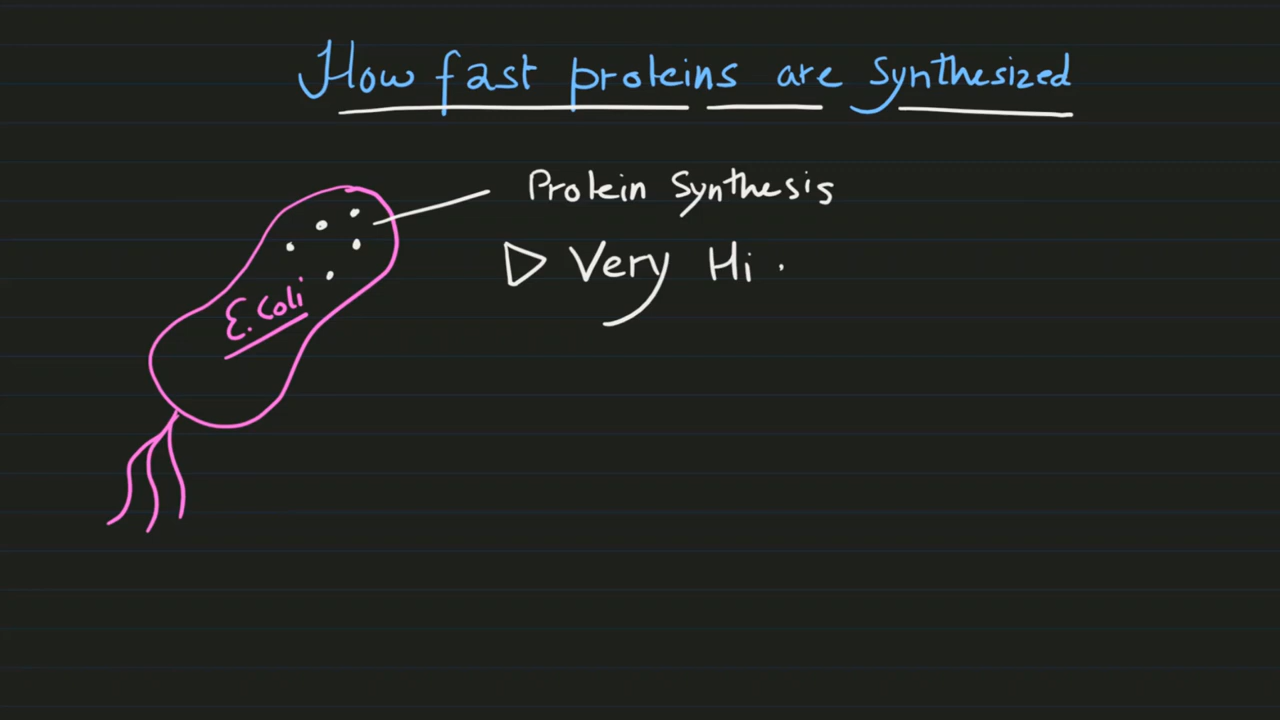 How fast proteins are synthesized
Protein Synthesis
▷ Very Hi
E.Coli